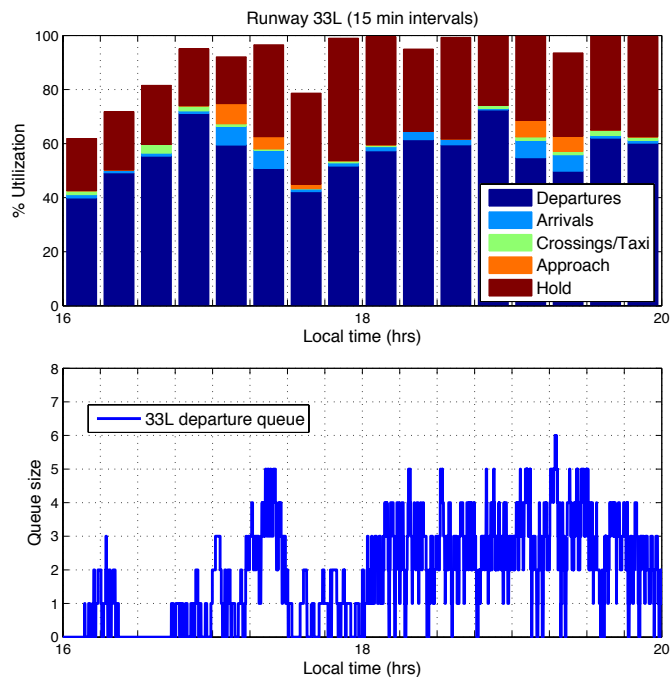 Runway 33L (15 min intervals)
100
80
60
40
20
0
% Utilization
Departures
Arrivals
Crossings/Taxi
Approach
Hold
16
18
20
Local time (hrs)
8
7
6
5
4
3
2
1
0
Queue size
33L departure queue
16
18
20
Local time (hrs)